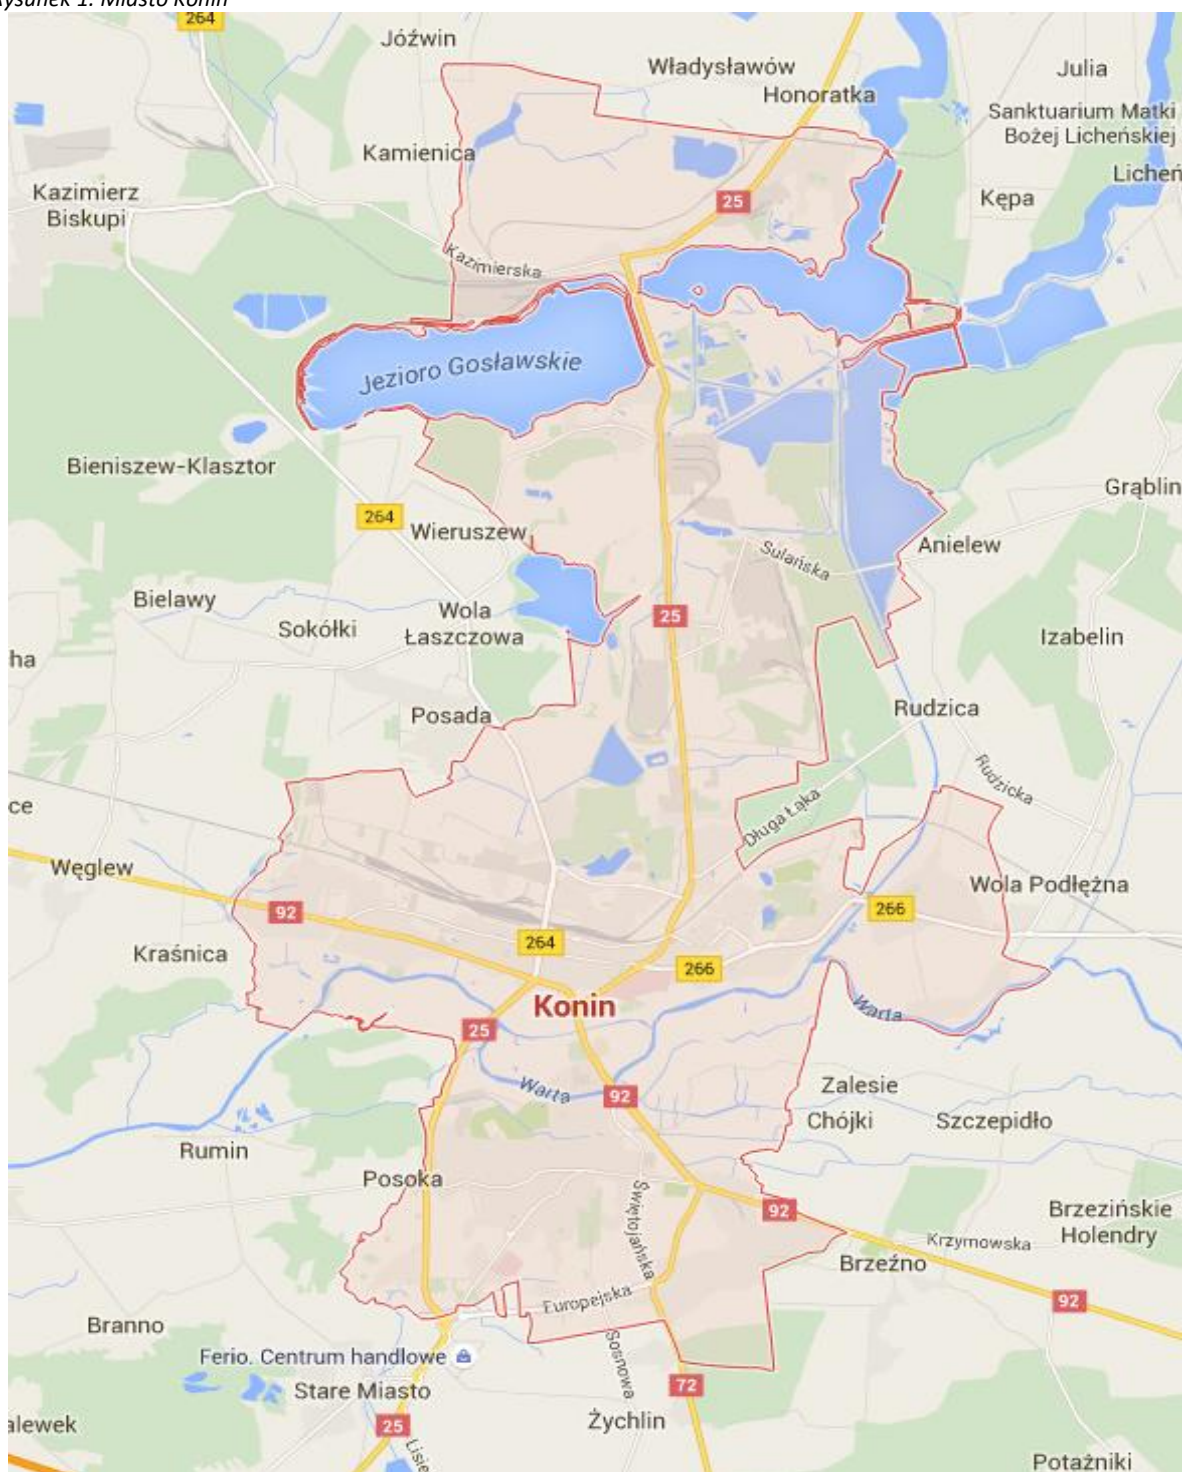 Rysunek 1. Miasto Konin
264
Jóźwin
Władysławów
Honoratka
Julia
Sanktuarium Matki
Bożej Licheńskiej
Kamienica
Licheń
Kazimierz
Biskupi
25
Kępa
Kazimierska
Jezioro Gosławskie
Bieniszew-Klasztor
Grąblin
264
Wieruszew
Anielew
Sulańska
Bielawy
Wola
Łaszczowa
25
Sokółki
Izabelin
ha
Posada
Rudzica
Rudzicka
ce
Długa Łąka
Węglew
Wola Podłężna
92
266
Kraśnica
264
266
Konin
Warta
25
Zalesie
Warta
92
Chójki
Szczepidło
Rumin
Posoka
Świętojańska
92
Brzezińskie
Holendry
Krzymowska
Brzeźno
Europejska
92
Branno
Ferio. Centrum handlowe
Sosnowa
Stare Miasto
72
25
Żychlin
alewek
Lisie
Potażniki